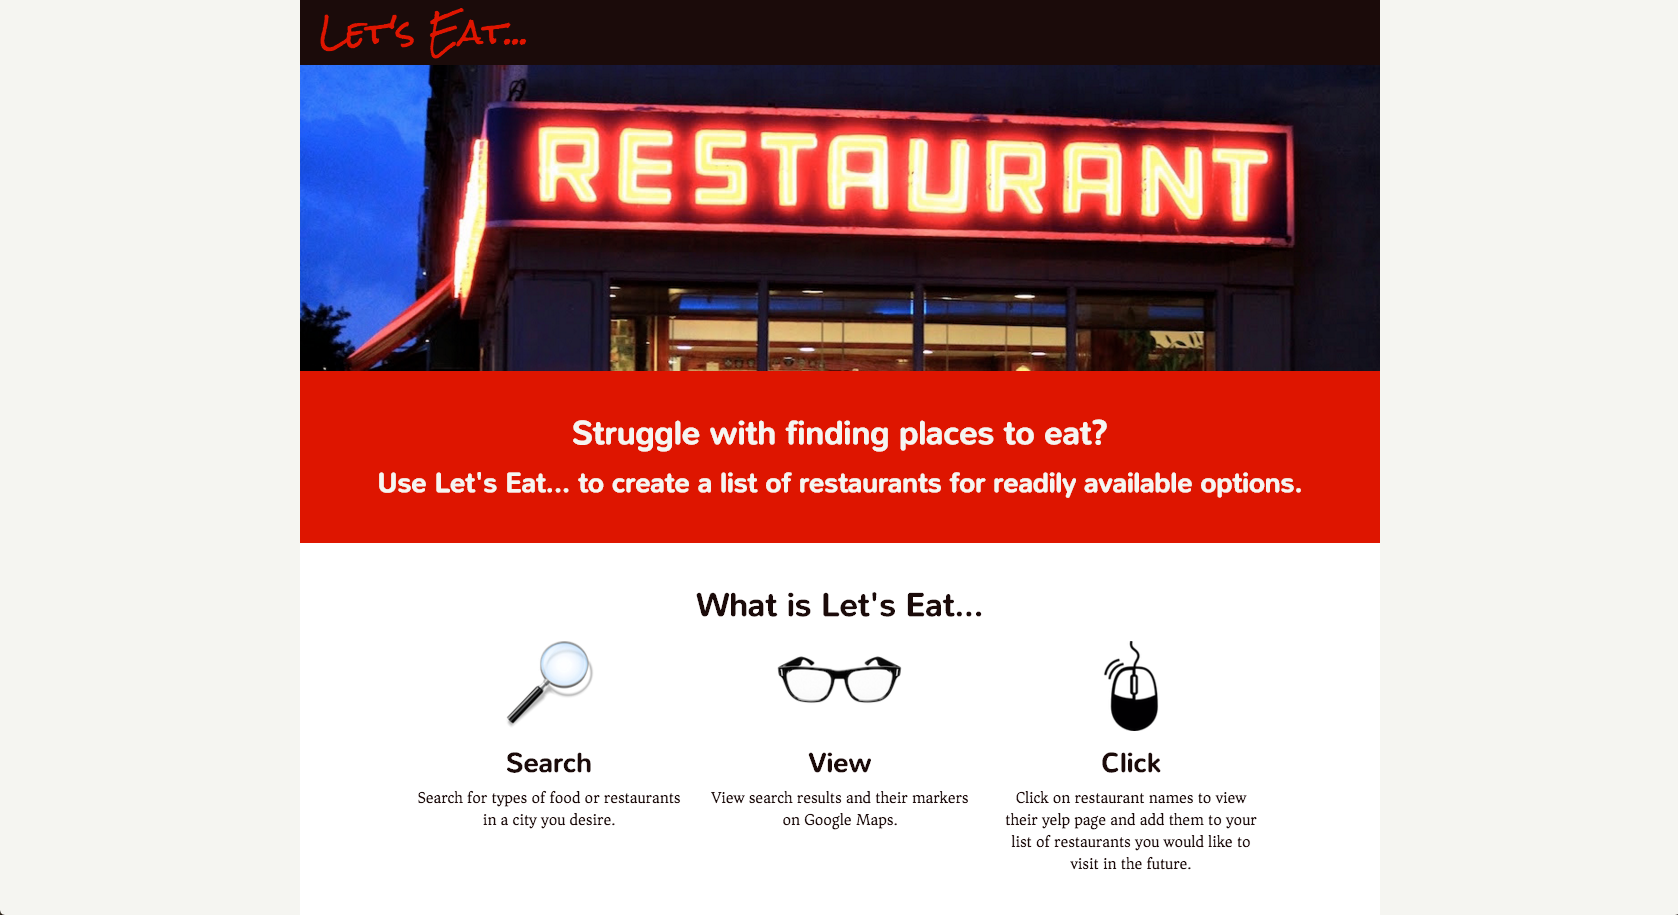 Let's Eat...
RESTAURANT
Struggle with finding places to eat?
Use Let's Eat... to create a list of restaurants for readily available options.
What is Let's Eat...
Search
Search for types of food or restaurants
in a city you desire.
View
View search results and their markers
on Google Maps.
Click
Click on restaurant names to view
their yelp page and add them to your
list of restaurants you would like to
visit in the future.